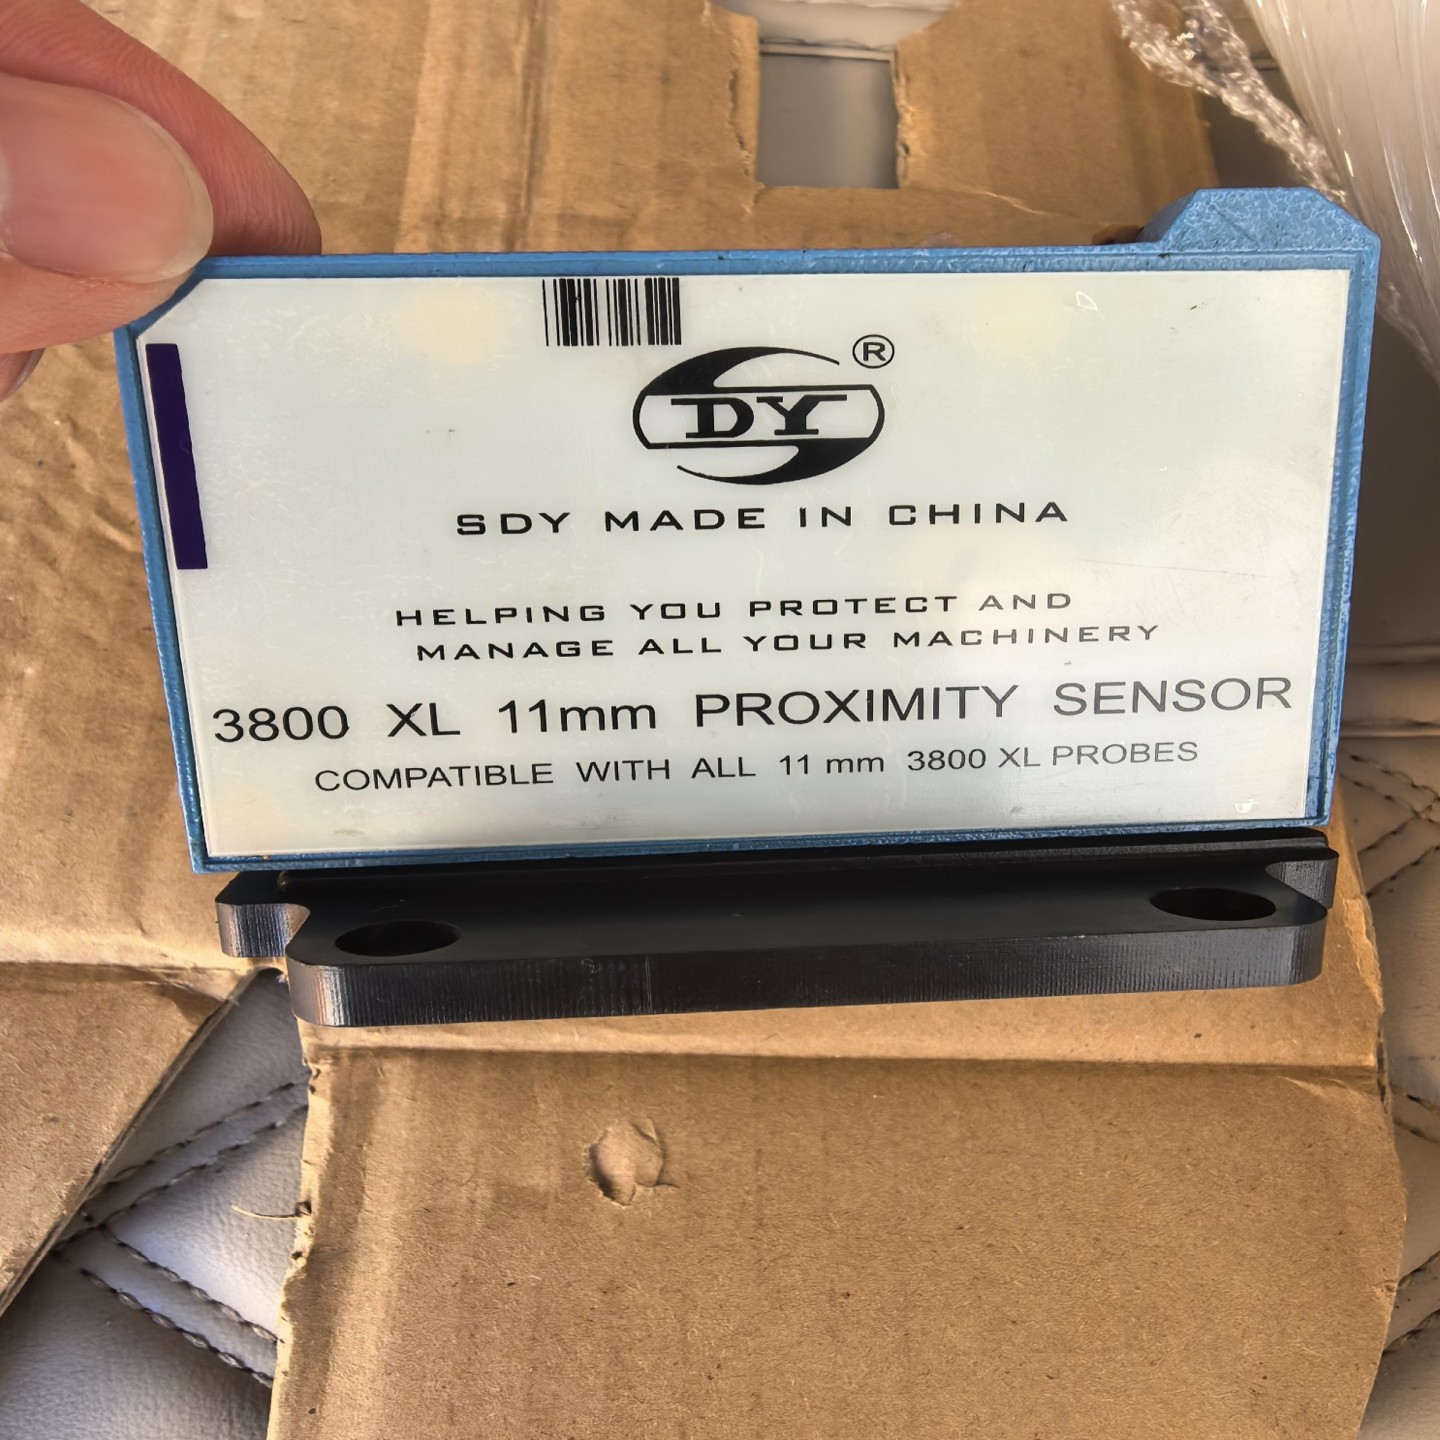 DY ®
SDY MADE IN CHINA
HELPING YOU PROTECT AND
MANAGE ALL YOUR MACHINERY
3800 XL 11mm PROXIMITY SENSOR
COMPATIBLE WITH ALL 11 mm 3800 XL PROBES